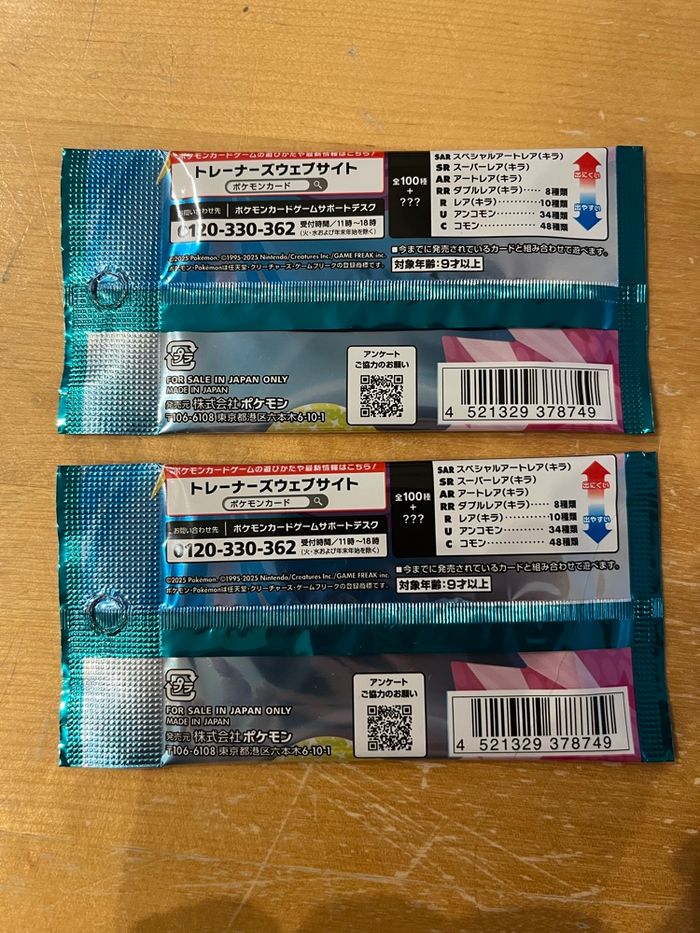 ポケモンカードゲームの遊びかたや最新情報はこちら!
トレーナーズウェブサイト
ポケモンカード
お問い合わせ先 ポケモンカードゲームサポートデスク
0120-330-362 受付時間/11時~18時
(火・水および年末年始を除く)
©2025 Pokémon. ©1995-2025 Nintendo/Creatures Inc./GAME FREAK inc.
ポケモン・Pokémonは任天堂・クリーチャーズ・ゲームフリークの登録商標です。
全100種
+
???
SAR スペシャルアートレア(キラ)
SR スーパーレア(キラ)
AR アートレア(キラ)
RR ダブルレア(キラ)····· 8種類
R レア(キラ)············10種類
U アンコモン············34種類
C コモン···············48種類
出にくい
出やすい
■今までに発売されているカードと組み合わせて遊べます。
対象年齢:9才以上
プラ
FOR SALE IN JAPAN ONLY
MADE IN JAPAN
発売元 株式会社ポケモン
〒106-6108 東京都港区六本木6-10-1
アンケート
ご協力のお願い
4 521329 378749
ポケモンカードゲームの遊びかたや最新情報はこちら!
トレーナーズウェブサイト
ポケモンカード
お問い合わせ先 ポケモンカードゲームサポートデスク
0120-330-362 受付時間/11時~18時
(火・水および年末年始を除く)
©2025 Pokémon. ©1995-2025 Nintendo/Creatures Inc./GAME FREAK inc.
ポケモン・Pokémonは任天堂・クリーチャーズ・ゲームフリークの登録商標です。
全100種
+
???
SAR スペシャルアートレア(キラ)
SR スーパーレア(キラ)
AR アートレア(キラ)
RR ダブルレア(キラ)····· 8種類
R レア(キラ)············10種類
U アンコモン············34種類
C コモン···············48種類
出にくい
出やすい
■今までに発売されているカードと組み合わせて遊べます。
対象年齢:9才以上
プラ
FOR SALE IN JAPAN ONLY
MADE IN JAPAN
発売元 株式会社ポケモン
〒106-6108 東京都港区六本木6-10-1
アンケート
ご協力のお願い
4 521329 378749